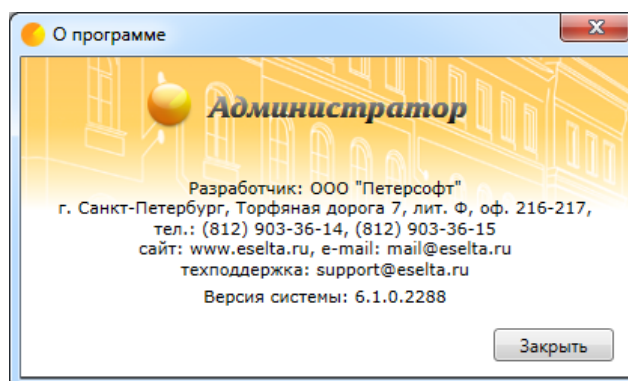 О программе
Администратор
Разработчик: ООО "Петерсофт"
г. Санкт-Петербург, Торфяная дорога 7, лит. Ф, оф. 216-217,
тел.: (812) 903-36-14, (812) 903-36-15
сайт: www.eselta.ru, e-mail: mail@eselta.ru
техподдержка: support@eselta.ru
Версия системы: 6.1.0.2288
Закрыть